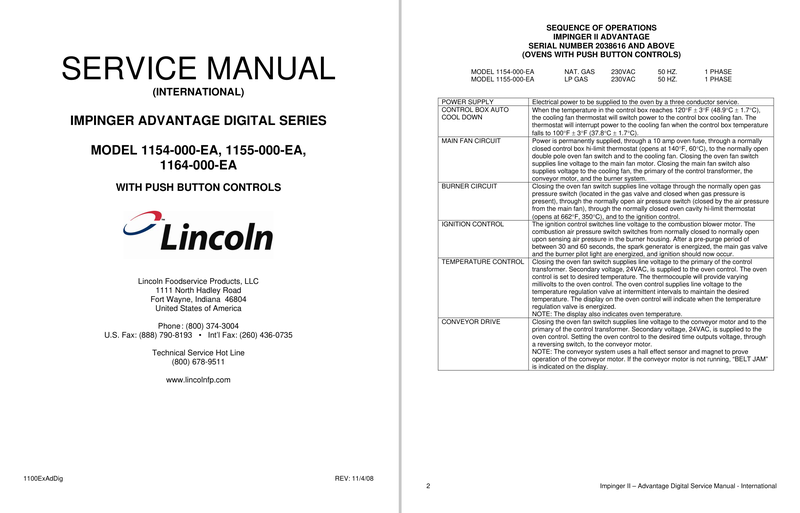 SERVICE MANUAL
(INTERNATIONAL)
IMPINGER ADVANTAGE DIGITAL SERIES
MODEL 1154-000-EA, 1155-000-EA,
1164-000-EA
WITH PUSH BUTTON CONTROLS
Lincoln
Lincoln Foodservice Products, LLC
1111 North Hadley Road
Fort Wayne, Indiana 46804
United States of America
Phone : (800) 374-3004
U.S. Fax: (888) 790-8193 • Int'l Fax: (260) 436-0735
Technical Service Hot Line
(800) 678-9511
www.lincolnfp.com
1100ExAdDig REV: 11/4/08
SEQUENCE OF OPERATIONS
IMPINGER II ADVANTAGE
SERIAL NUMBER 2038616 AND ABOVE
(OVENS WITH PUSH BUTTON CONTROLS)
MODEL 1154-000-EA NAT. GAS 230VAC 50 HZ. 1 PHASE
MODEL 1155-000-EA LP GAS 230VAC 50 HZ. 1 PHASE
POWER SUPPLY Electrical power to be supplied to the oven by a three conductor service.
CONTROL BOX AUTO COOL DOWN When the temperature in the control box reaches 120°F ± 3°F (48.9°C ± 1.7°C),
the cooling fan thermostat will switch power to the control box cooling fan. The
thermostat will interrupt power to the cooling fan when the control box temperature
falls to 100°F ± 3°F (37.8°C ± 1.7°C).
MAIN FAN CIRCUIT Power is permanently supplied, through a 10 amp oven fuse, through a normally
closed control box hi-limit thermostat (opens at 140°F, 60°C), to the normally open
double pole oven fan switch and to the cooling fan. Closing the oven fan switch
supplies line voltage to the main fan motor. Closing the main fan switch also
supplies voltage to the cooling fan, the primary of the control transformer, the
conveyor motor, and the burner system.
BURNER CIRCUIT Closing the oven fan switch supplies line voltage through the normally open gas
pressure switch (located in the gas valve and closed when gas pressure is
present), through the normally open air pressure switch (closed by the air pressure
from the main fan), through the normally closed oven cavity hi-limit thermostat
(opens at 662°F, 350°C), and to the ignition control.
IGNITION CONTROL The ignition control switches line voltage to the combustion blower motor. The
combustion air pressure switch switches from normally closed to normally open
upon sensing air pressure in the burner housing. After a pre-purge period of
between 30 and 60 seconds, the spark generator is energized, the main gas valve
and the burner pilot light are energized, and ignition should now occur.
TEMPERATURE CONTROL Closing the oven fan switch supplies line voltage to the primary of the control
transformer. Secondary voltage, 24VAC, is supplied to the oven control. The oven
control is set to desired temperature. The thermocouple will provide varying
millivolts to the oven control. The oven control supplies line voltage to the
temperature regulation valve at intermittent intervals to maintain the desired
temperature. The display on the oven control will indicate when the temperature
regulation valve is energized.
NOTE: The display also indicates oven temperature.
CONVEYOR DRIVE Closing the oven fan switch supplies line voltage to the conveyor motor and to the
primary of the control transformer. Secondary voltage, 24VAC, is supplied to the
oven control. Setting the oven control to the desired time outputs voltage, through
a reversing switch, to the conveyor motor.
NOTE: The conveyor system uses a hall effect sensor and magnet to prove
operation of the conveyor motor. If the conveyor motor is not running, "BELT JAM"
is indicated on the display.
2 Impinger II – Advantage Digital Service Manual - International